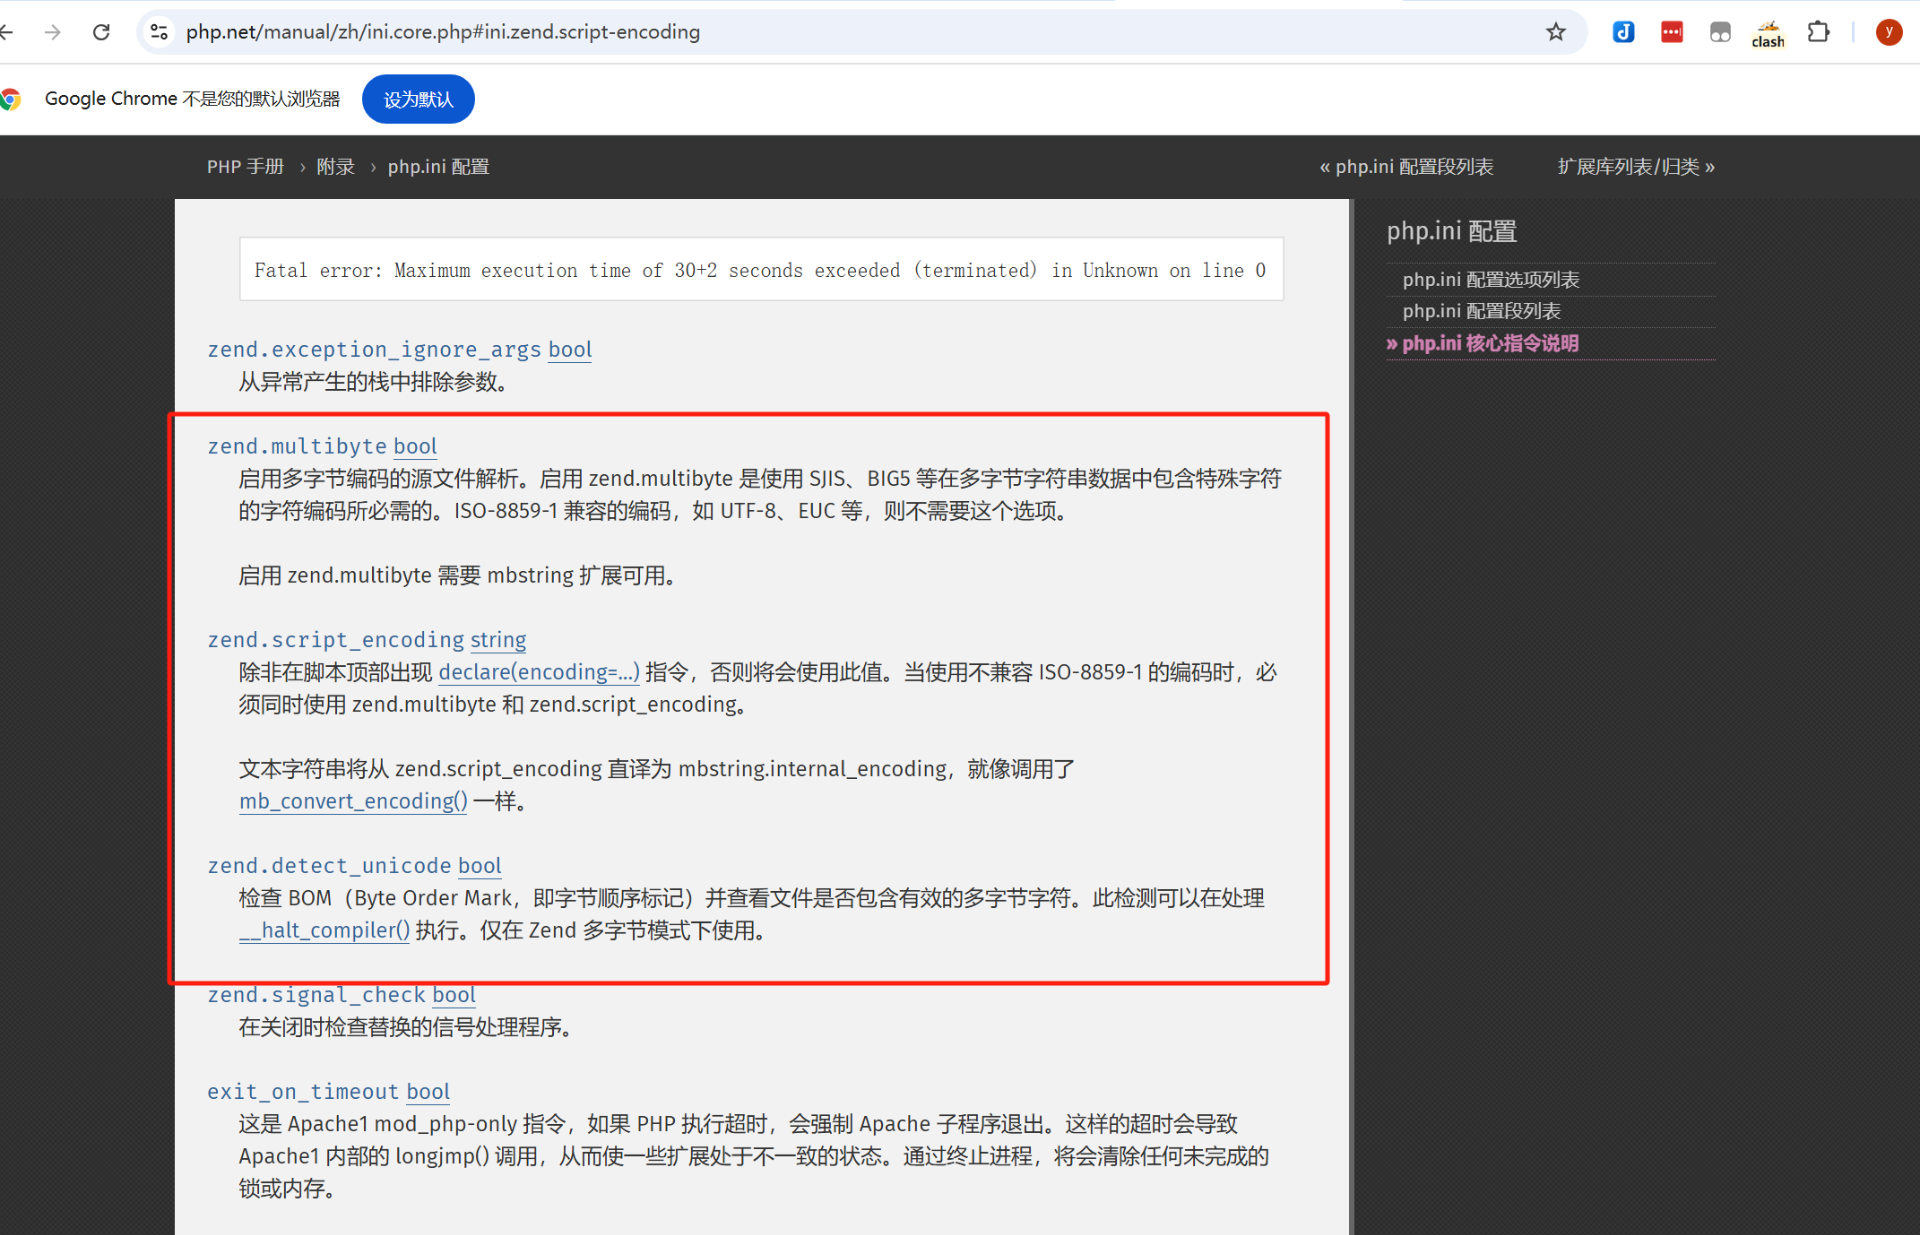 php.net/manual/zh/ini.core.php#ini.zend.script-encoding
clash
y
Google Chrome 不是您的默认浏览器
设为默认
PHP 手册 › 附录 › php.ini 配置
« php.ini 配置段列表
扩展库列表/归类 »
Fatal error: Maximum execution time of 30+2 seconds exceeded (terminated) in Unknown on line 0
zend.exception_ignore_args bool
从异常产生的栈中排除参数。
zend.multibyte bool
启用多字节编码的源文件解析。启用 zend.multibyte 是使用 SJIS、BIG5 等在多字节字符串数据中包含特殊字符
的字符编码所必需的。ISO-8859-1 兼容的编码，如 UTF-8、EUC 等，则不需要这个选项。
启用 zend.multibyte 需要 mbstring 扩展可用。
zend.script_encoding string
除非在脚本顶部出现 declare(encoding=...) 指令，否则将会使用此值。当使用不兼容 ISO-8859-1 的编码时，必
须同时使用 zend.multibyte 和 zend.script_encoding。
文本字符串将从 zend.script_encoding 直译为 mbstring.internal_encoding，就像调用了
mb_convert_encoding() 一样。
zend.detect_unicode bool
检查 BOM（Byte Order Mark，即字节顺序标记）并查看文件是否包含有效的多字节字符。此检测可以在处理
__halt_compiler() 执行。仅在 Zend 多字节模式下使用。
zend.signal_check bool
在关闭时检查替换的信号处理程序。
exit_on_timeout bool
这是 Apache1 mod_php-only 指令，如果 PHP 执行超时，会强制 Apache 子程序退出。这样的超时会导致
Apache1 内部的 longjmp() 调用，从而使一些扩展处于不一致的状态。通过终止进程，将会清除任何未完成的
锁或内存。
php.ini 配置
php.ini 配置选项列表
php.ini 配置段列表
» php.ini 核心指令说明